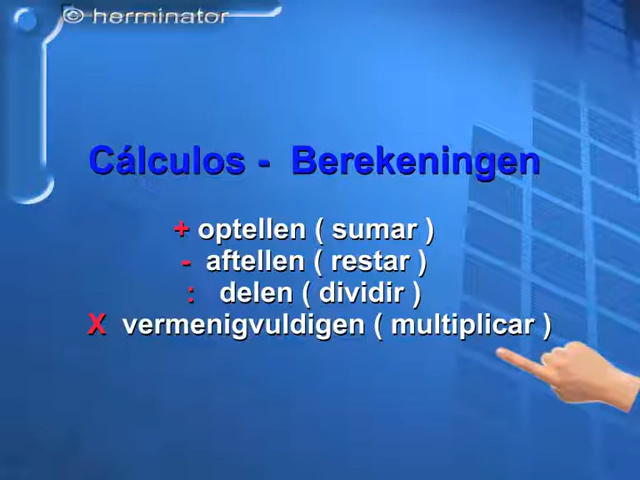 © herminator
Cálculos - Berekeningen
+ optellen ( sumar )
- aftellen ( restar )
: delen ( dividir )
X vermenigvuldigen ( multiplicar )